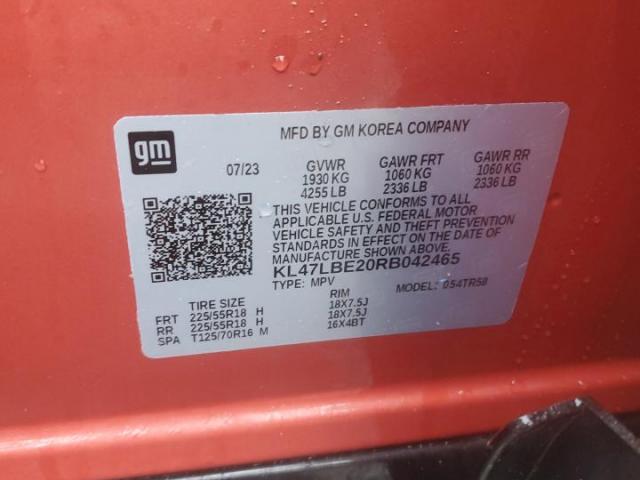 gm
MFD BY GM KOREA COMPANY
07/23 GVWR GAWR FRT GAWR RR
1930 KG 1060 KG 1060 KG
4255 LB 2336 LB 2336 LB
THIS VEHICLE CONFORMS TO ALL
APPLICABLE U.S. FEDERAL MOTOR
VEHICLE SAFETY AND THEFT PREVENTION
STANDARDS IN EFFECT ON THE DATE OF
MANUFACTURE SHOWN ABOVE.
KL47LBE20RB042465
TYPE: MPV MODEL: 054TR58
TIRE SIZE RIM
FRT 225/55R18 H 18X7.5J
RR 225/55R18 H 18X7.5J
SPA T125/70R16 M 16X4BT